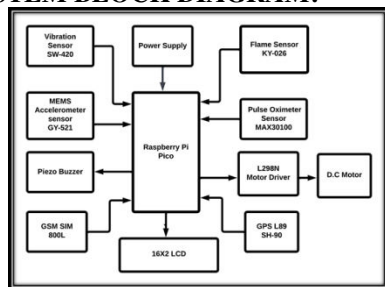 STEM BLOCK DIAGRAM:
Vibration
Sensor
SW-420
Power Supply
Flame Sensor
KY-026
MEMS
Accelerometer
sensor
GY-521
Raspberry Pi
Pico
Pulse Oximeter
Sensor
MAX30100
Piezo Buzzer
L298N
Motor Driver
D.C Motor
GSM SIM
800L
16X2 LCD
GPS L89
SH-90